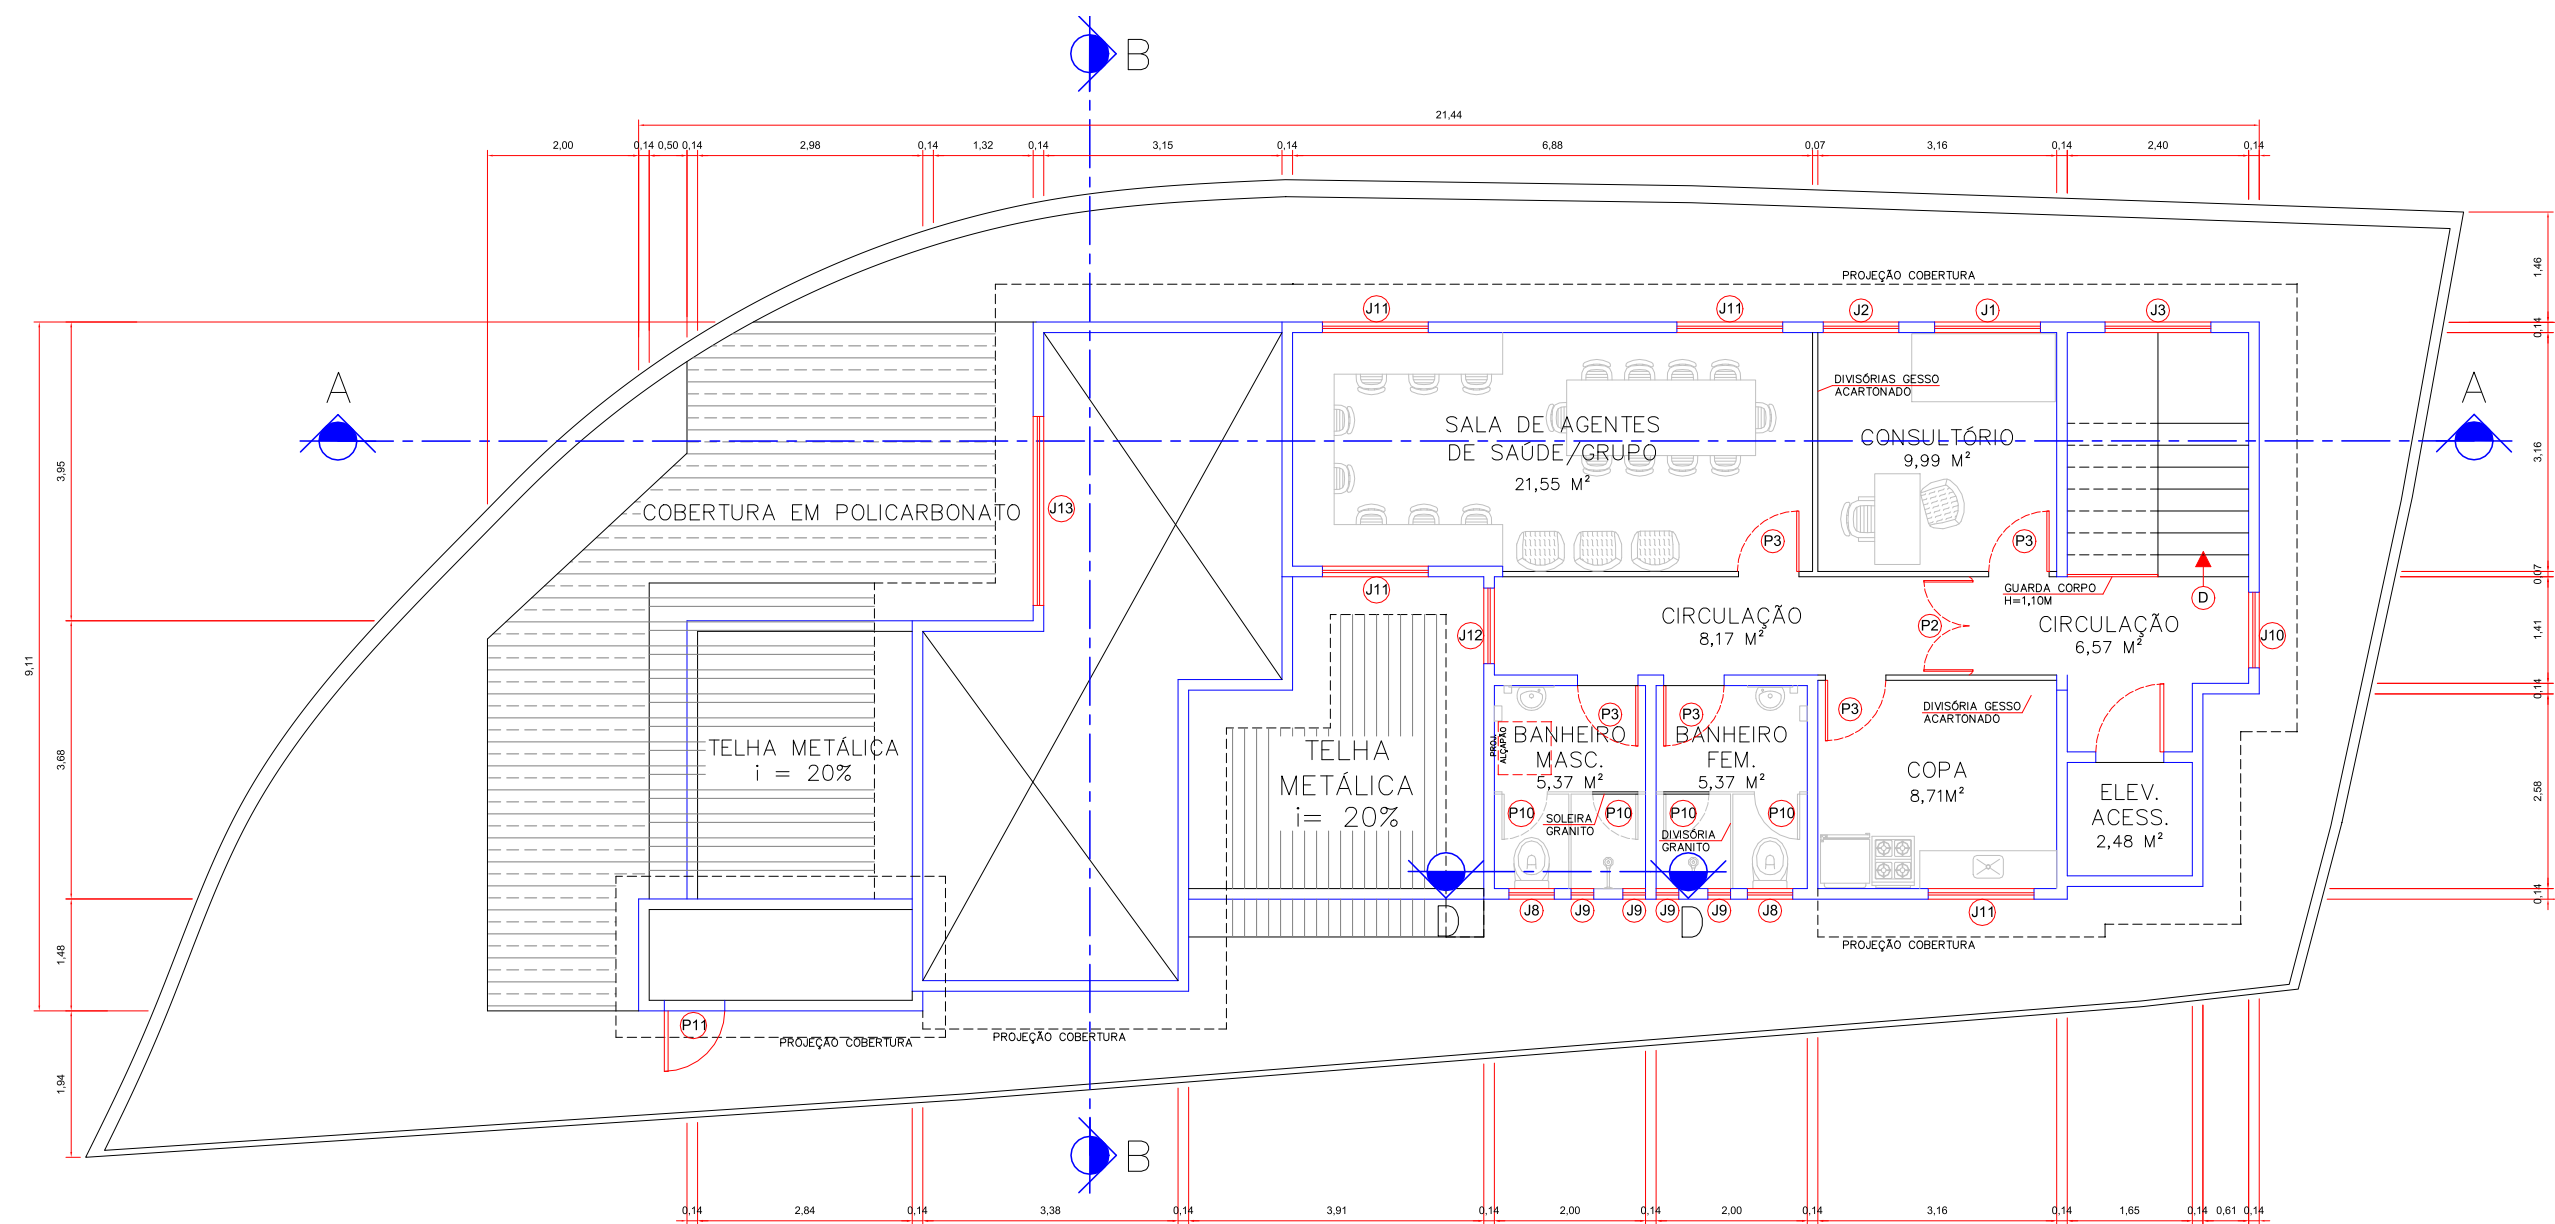 B
21,44
2,00 0,14 0,50 0,14 2,98 0,14 1,32 0,14 3,15 0,14 6,88 0,07 3,16 0,14 2,40 0,14
PROJEÇÃO COBERTURA
1,46
J11 J11 J2 J1 J3
0,14
A
A
DIVISÓRIAS GESSO
ACARTONADO
SALA DE AGENTES
DE SAÚDE/GRUPO
21,55 M²
CONSULTÓRIO
9,99 M²
3,95
3,16
COBERTURA EM POLICARBONATO
J13
P3 P3
0,07
J11
GUARDA CORPO
H=1,10M
D
CIRCULAÇÃO
8,17 M²
P2
CIRCULAÇÃO
6,57 M²
J12
J10
1,41
9,11
0,14
P3 P3 P3
DIVISÓRIA GESSO
ACARTONADO
PROJ.
ALÇAPÃO
BANHEIRO
MASC.
5,37 M²
BANHEIRO
FEM.
5,37 M²
TELHA METÁLICA
i = 20%
TELHA
METÁLICA
i= 20%
3,68
COPA
8,71M²
ELEV.
ACESS.
2,48 M²
2,58
P10 P10 P10 P10
SOLEIRA
GRANITO
DIVISÓRIA
GRANITO
0,14
J8 J9 J9 J9 J9 J8 J11
D
D
PROJEÇÃO COBERTURA
1,48
P11
PROJEÇÃO COBERTURA
PROJEÇÃO COBERTURA
1,94
B
0,14 2,84 0,14 3,38 0,14 3,91 0,14 2,00 0,14 2,00 0,14 3,16 0,14 1,65 0,14 0,61 0,14